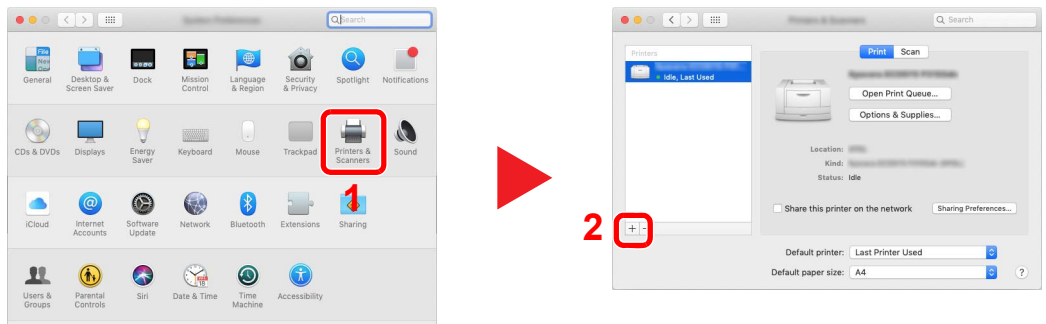 Search
General
Desktop &
Screen Saver
Dock
Mission
Control
Language
& Region
Security
& Privacy
Spotlight
Notifications
CDs & DVDs
Displays
Energy
Saver
Keyboard
Mouse
Trackpad
Printers &
Scanners
Sound
1
iCloud
Internet
Accounts
Software
Update
Network
Bluetooth
Extensions
Sharing
Users &
Groups
Parental
Controls
Siri
Date & Time
Time
Machine
Accessibility
Search
Printers
Idle, Last Used
Print Scan
Open Print Queue...
Options & Supplies...
Location:
Kind:
Status: Idle
Share this printer on the network Sharing Preferences...
2 + -
Default printer: Last Printer Used
Default paper size: A4 ?